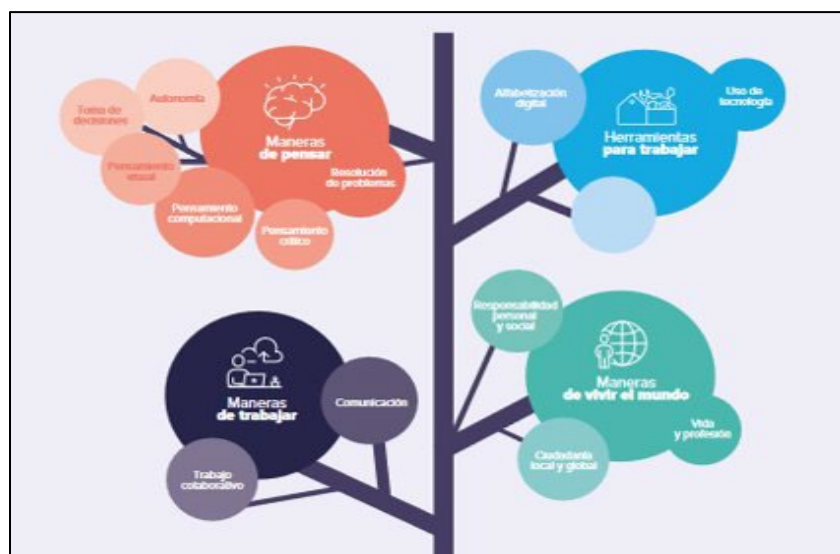 Autonomía
Toma de
decisiones
Pensamiento
visual
Maneras
de pensar
Resolución
de problemas
Pensamiento
computacional
Pensamiento
crítico
Alfabetización
digital
Uso de
tecnología
Herramientas
para trabajar
Maneras
de trabajar
Comunicación
Trabajo
colaborativo
Responsabilidad
personal
y social
Maneras
de vivir el mundo
Vida
y profesión
Ciudadanía
local y global